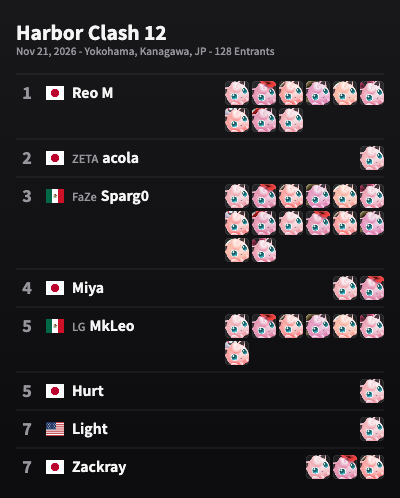 Harbor Clash 12
Nov 21, 2026 - Yokohama, Kanagawa, JP - 128 Entrants
1 Reo M
2 ZETA acola
3 FaZe Sparg0
4 Miya
5 LG MkLeo
5 Hurt
7 Light
7 Zackray